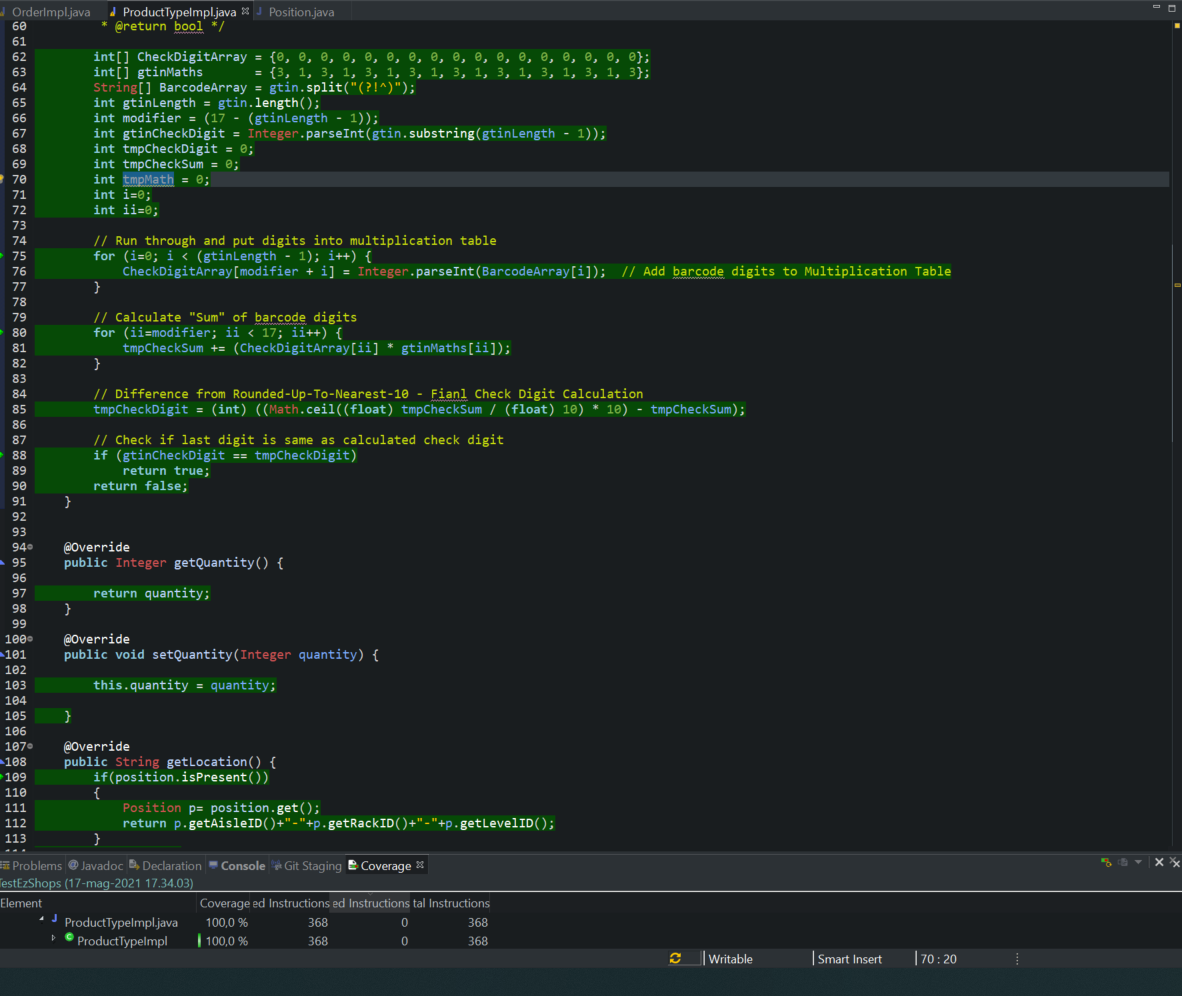 OrderImpl.java ProductTypeImpl.java Position.java
60 * @return bool */
61
62 int[] CheckDigitArray = {0, 0, 0, 0, 0, 0, 0, 0, 0, 0, 0, 0, 0, 0, 0, 0, 0};
63 int[] gtinMaths = {3, 1, 3, 1, 3, 1, 3, 1, 3, 1, 3, 1, 3, 1, 3, 1, 3};
64 String[] BarcodeArray = gtin.split("(?!^)");
65 int gtinLength = gtin.length();
66 int modifier = (17 - (gtinLength - 1));
67 int gtinCheckDigit = Integer.parseInt(gtin.substring(gtinLength - 1));
68 int tmpCheckDigit = 0;
69 int tmpCheckSum = 0;
70 int tmpMath = 0;
71 int i=0;
72 int ii=0;
73
74 // Run through and put digits into multiplication table
75 for (i=0; i < (gtinLength - 1); i++) {
76 CheckDigitArray[modifier + i] = Integer.parseInt(BarcodeArray[i]); // Add barcode digits to Multiplication Table
77 }
78
79 // Calculate "Sum" of barcode digits
80 for (ii=modifier; ii < 17; ii++) {
81 tmpCheckSum += (CheckDigitArray[ii] * gtinMaths[ii]);
82 }
83
84 // Difference from Rounded-Up-To-Nearest-10 - Fianl Check Digit Calculation
85 tmpCheckDigit = (int) ((Math.ceil((float) tmpCheckSum / (float) 10) * 10) - tmpCheckSum);
86
87 // Check if last digit is same as calculated check digit
88 if (gtinCheckDigit == tmpCheckDigit)
89 return true;
90 return false;
91 }
92
93
94 @Override
95 public Integer getQuantity() {
96
97 return quantity;
98 }
99
100 @Override
101 public void setQuantity(Integer quantity) {
102
103 this.quantity = quantity;
104
105 }
106
107 @Override
108 public String getLocation() {
109 if(position.isPresent())
110 {
111 Position p= position.get();
112 return p.getAisleID()+"-"+p.getRackID()+"-"+p.getLevelID();
113 }
Problems Javadoc Declaration Console Git Staging Coverage
TestEzShops (17-mag-2021 17.34.03)
Element Coverage ed Instructions ed Instructions tal Instructions
ProductTypeImpl.java 100,0 % 368 0 368
ProductTypeImpl 100,0 % 368 0 368
Writable Smart Insert 70 : 20